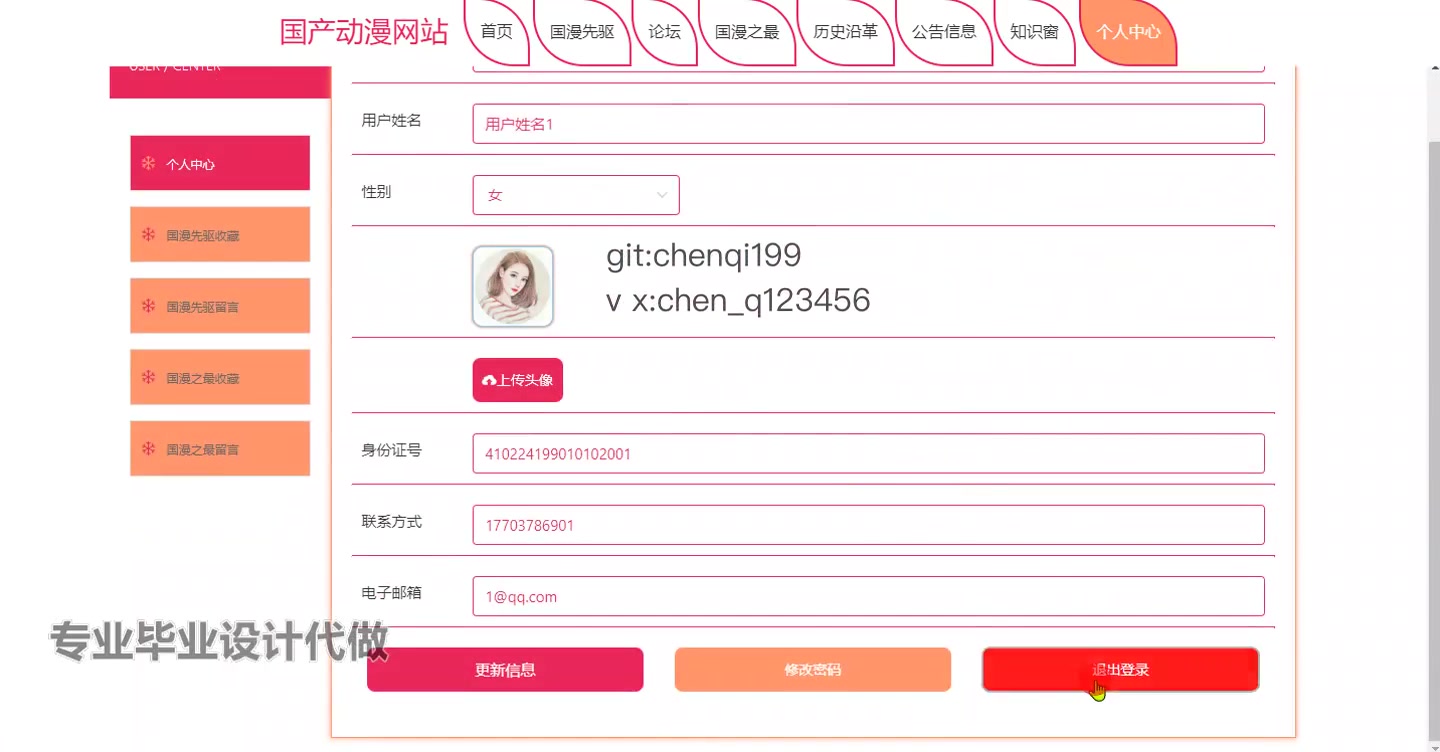 国产动漫网站
首页
国漫先驱
论坛
国漫之最
历史沿革
公告信息
知识窗
个人中心
USER / CENTER
个人中心
国漫先驱收藏
国漫先驱留言
国漫之最收藏
国漫之最留言
用户姓名
用户姓名1
性别
女
git:chenqi199
v x:chen_q123456
上传头像
身份证号
410224199010102001
联系方式
17703786901
电子邮箱
1@qq.com
专业毕业设计代做
更新信息
修改密码
退出登录